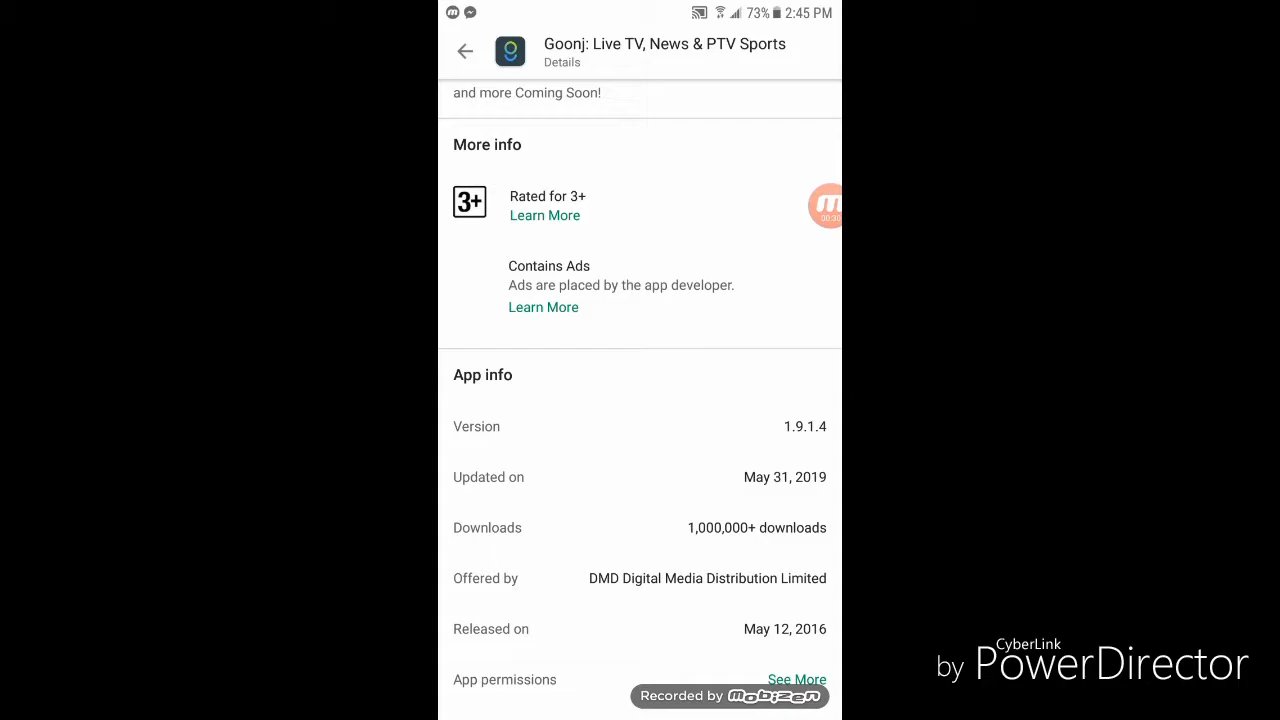 73% 2:45 PM
Goonj: Live TV, News & PTV Sports
Details
and more Coming Soon!
More info
3+
Rated for 3+
Learn More
00:30
Contains Ads
Ads are placed by the app developer.
Learn More
App info
Version 1.9.1.4
Updated on May 31, 2019
Downloads 1,000,000+ downloads
Offered by DMD Digital Media Distribution Limited
Released on May 12, 2016
App permissions See More
Recorded by mobizen
CyberLink
by PowerDirector